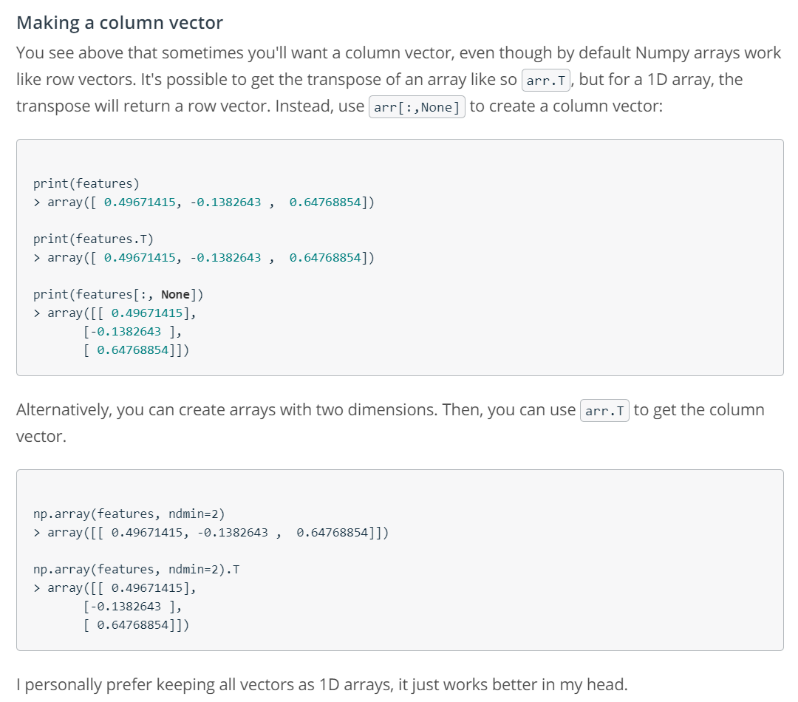 Making a column vector
You see above that sometimes you'll want a column vector, even though by default Numpy arrays work
like row vectors. It's possible to get the transpose of an array like so arr.T, but for a 1D array, the
transpose will return a row vector. Instead, use arr[:,None] to create a column vector:
print(features)
> array([ 0.49671415, -0.1382643 ,  0.64768854])
print(features.T)
> array([ 0.49671415, -0.1382643 ,  0.64768854])
print(features[:, None])
> array([[ 0.49671415],
       [-0.1382643 ],
       [ 0.64768854]])
Alternatively, you can create arrays with two dimensions. Then, you can use arr.T to get the column
vector.
np.array(features, ndmin=2)
> array([[ 0.49671415, -0.1382643 ,  0.64768854]])
np.array(features, ndmin=2).T
> array([[ 0.49671415],
       [-0.1382643 ],
       [ 0.64768854]])
I personally prefer keeping all vectors as 1D arrays, it just works better in my head.